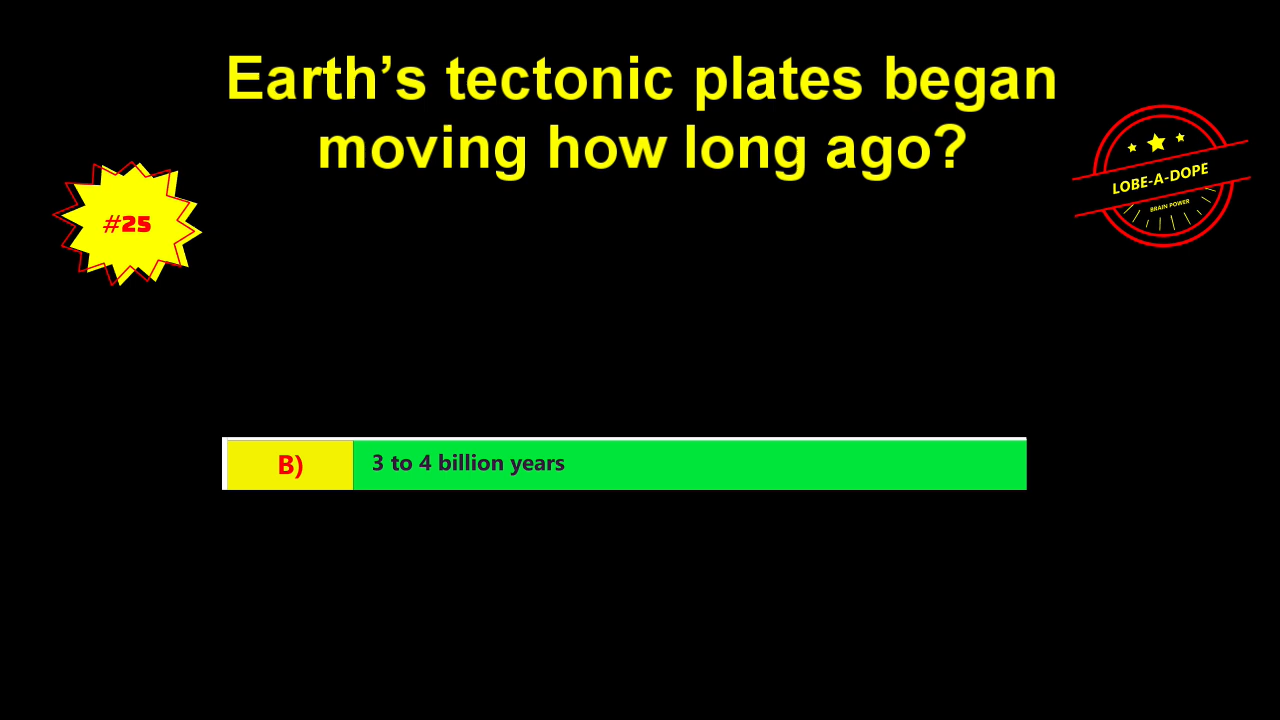 Earth’s tectonic plates began
moving how long ago?
#25
LOBE-A-DOPE
BRAIN POWER
B) 3 to 4 billion years